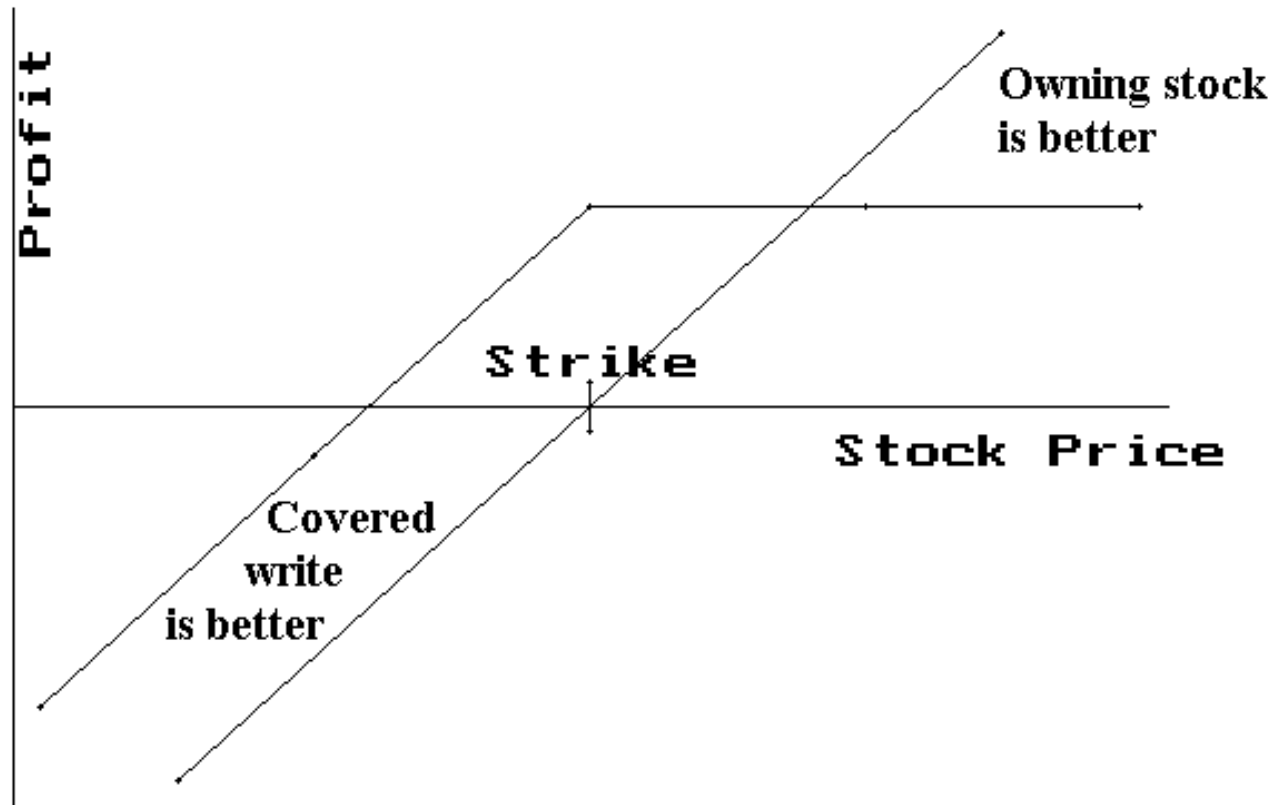 Profit
Owning stock
is better
Strike
Stock Price
Covered
write
is better